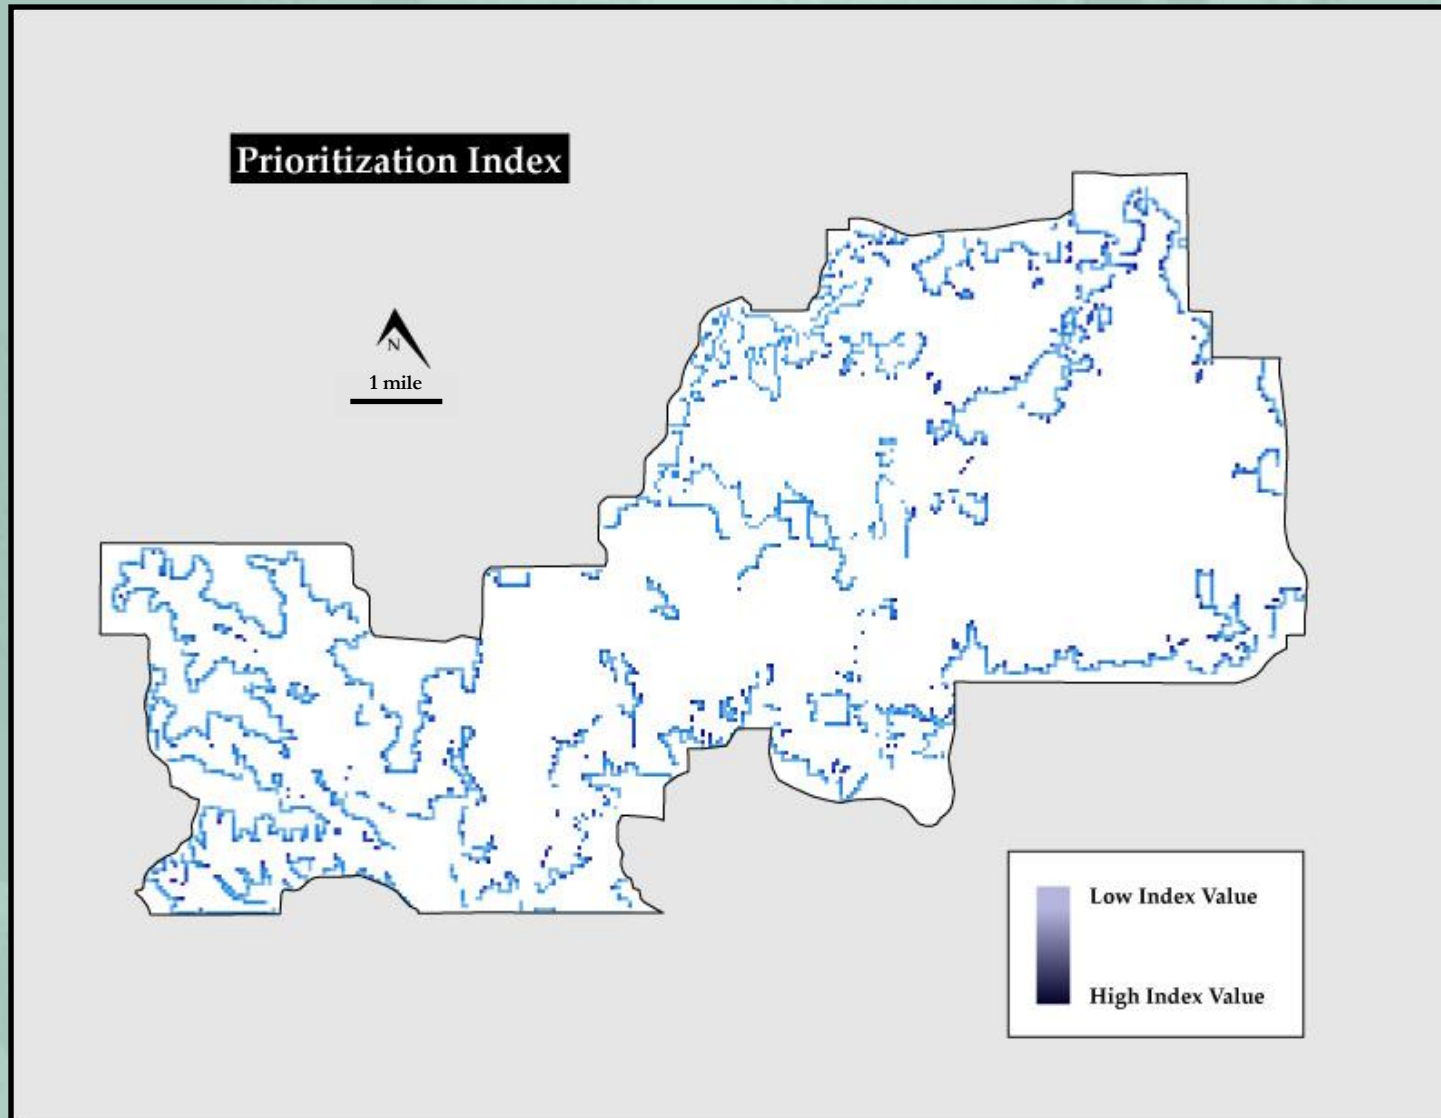 Prioritization Index
N
1 mile
Low Index Value
High Index Value